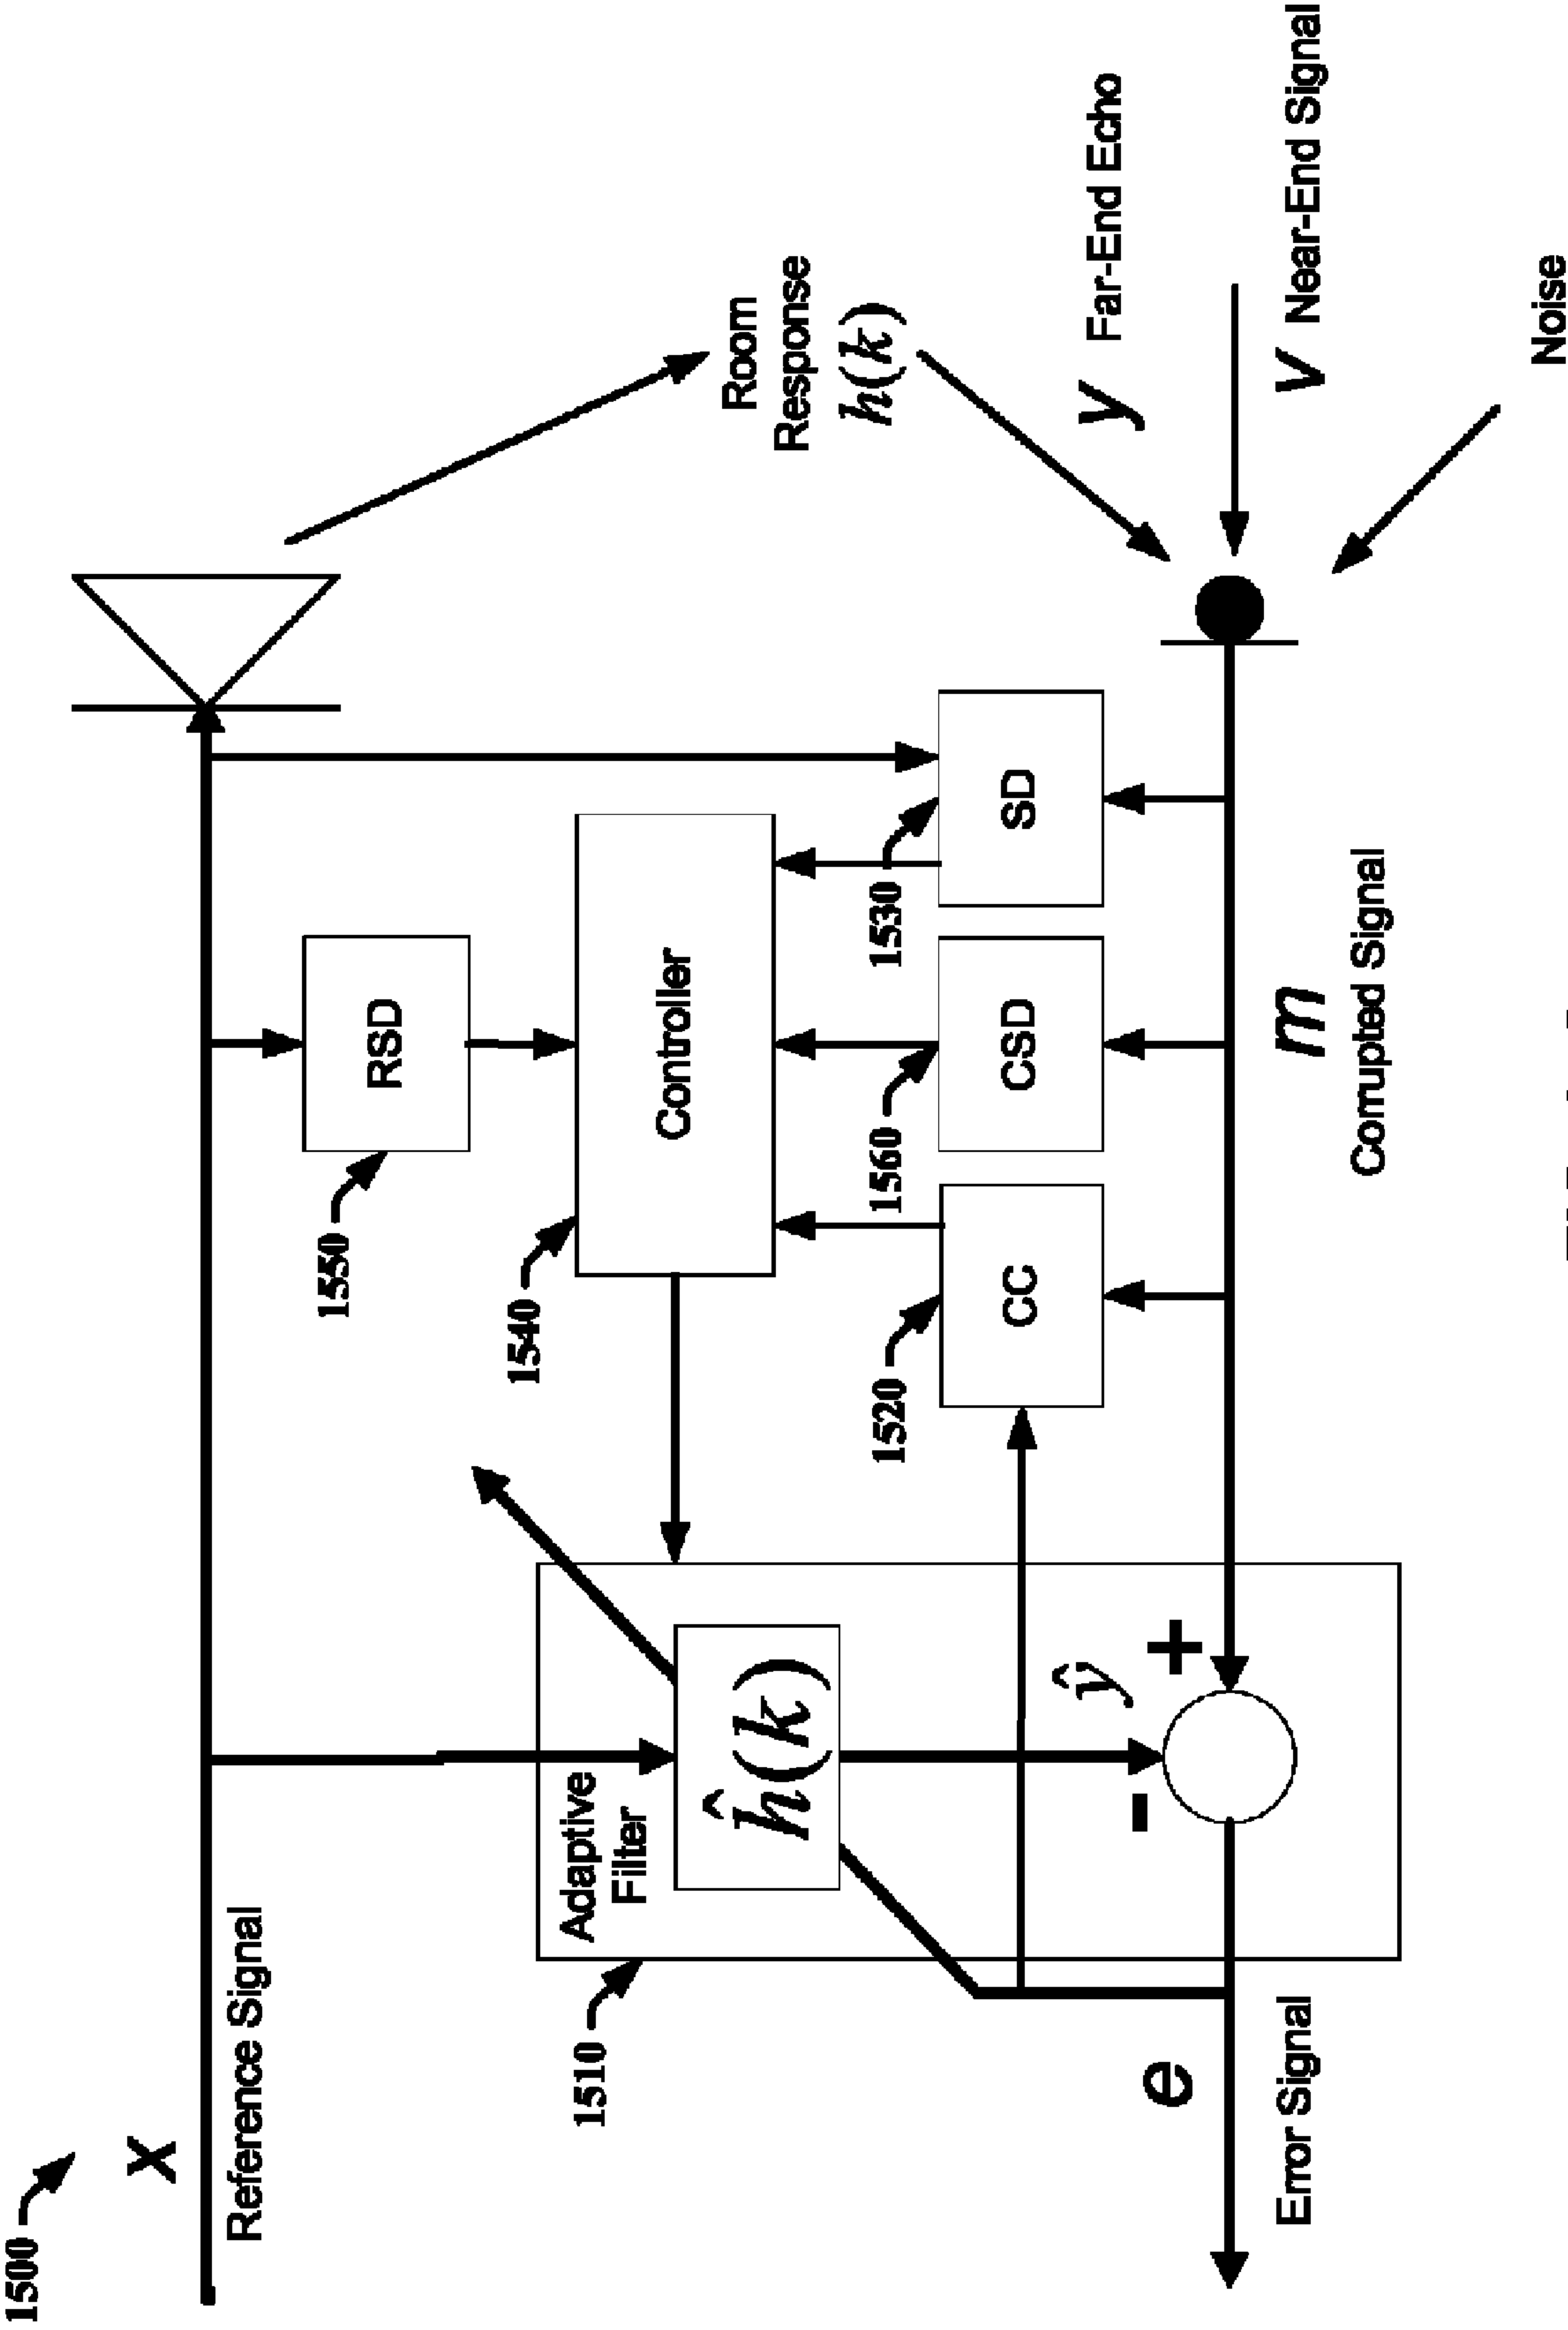 1500
x
Reference Signal
1550
RSD
1540
Controller
Adaptive
Filter
1510
ĥ(k)
1520
CC
1560
CSD
1530
SD
Room
Response
h(k)
y Far-End Echo
ŷ
+
-
e
Error Signal
m
Corrupted Signal
v Near-End Signal
Noise